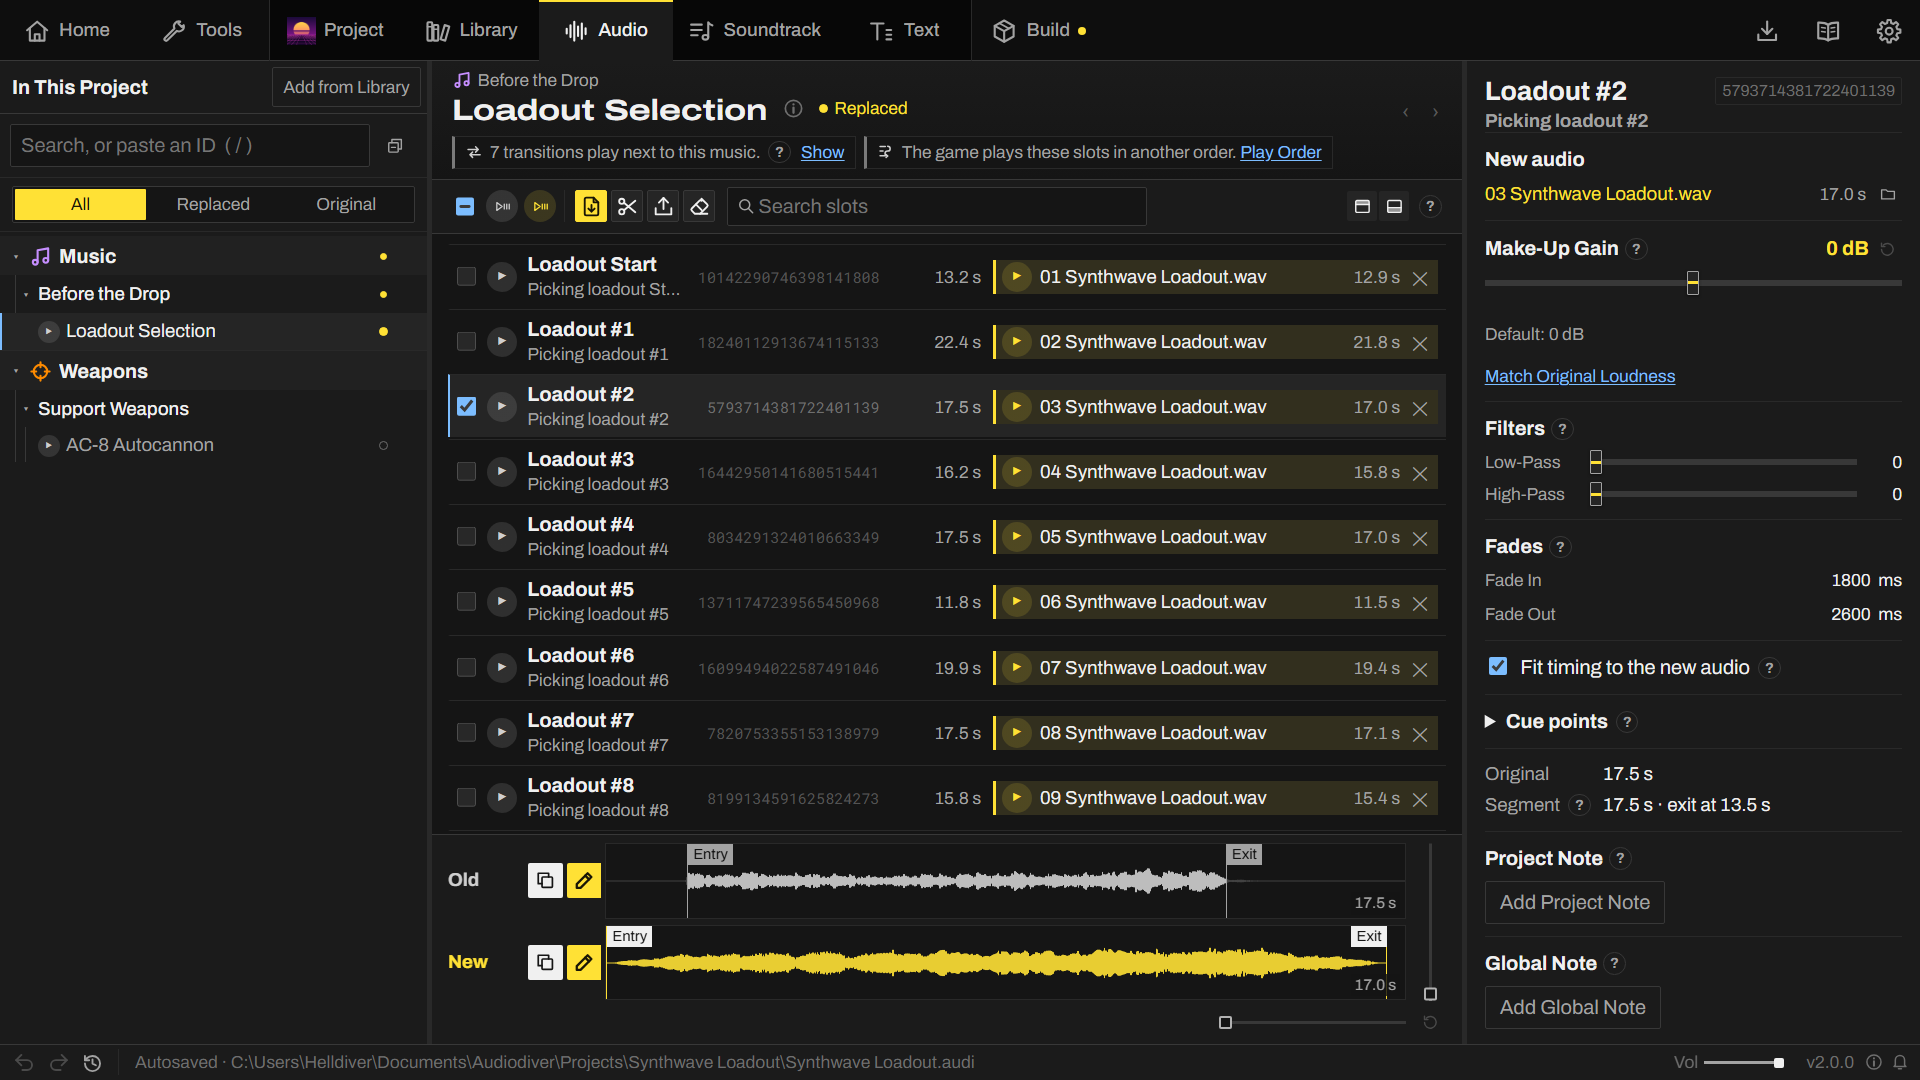 Home
Tools
Project
Library
Audio
Soundtrack
Text
Build
In This Project
Add from Library
Search, or paste an ID ( / )
All
Replaced
Original
Music
Before the Drop
Loadout Selection
Weapons
Support Weapons
AC-8 Autocannon
Before the Drop
Loadout Selection
Replaced
7 transitions play next to this music. ? Show
The game plays these slots in another order. Play Order
Search slots
?
Loadout Start
Picking loadout St...
10142290746398141808
13.2 s
01 Synthwave Loadout.wav
12.9 s
Loadout #1
Picking loadout #1
18240112913674115133
22.4 s
02 Synthwave Loadout.wav
21.8 s
Loadout #2
Picking loadout #2
5793714381722401139
17.5 s
03 Synthwave Loadout.wav
17.0 s
Loadout #3
Picking loadout #3
16442950141680515441
16.2 s
04 Synthwave Loadout.wav
15.8 s
Loadout #4
Picking loadout #4
8034291324010663349
17.5 s
05 Synthwave Loadout.wav
17.0 s
Loadout #5
Picking loadout #5
13711747239565450968
11.8 s
06 Synthwave Loadout.wav
11.5 s
Loadout #6
Picking loadout #6
16099494022587491046
19.9 s
07 Synthwave Loadout.wav
19.4 s
Loadout #7
Picking loadout #7
7820753355153138979
17.5 s
08 Synthwave Loadout.wav
17.1 s
Loadout #8
Picking loadout #8
8199134591625824273
15.8 s
09 Synthwave Loadout.wav
15.4 s
Old
Entry
Exit
17.5 s
New
Entry
Exit
17.0 s
Loadout #2
5793714381722401139
Picking loadout #2
New audio
03 Synthwave Loadout.wav
17.0 s
Make-Up Gain ?
0 dB
Default: 0 dB
Match Original Loudness
Filters ?
Low-Pass
0
High-Pass
0
Fades ?
Fade In
1800 ms
Fade Out
2600 ms
Fit timing to the new audio ?
Cue points ?
Original
17.5 s
Segment ?
17.5 s · exit at 13.5 s
Project Note ?
Add Project Note
Global Note ?
Add Global Note
Autosaved · C:\Users\Helldiver\Documents\Audiodiver\Projects\Synthwave Loadout\Synthwave Loadout.audi
Vol
v2.0.0